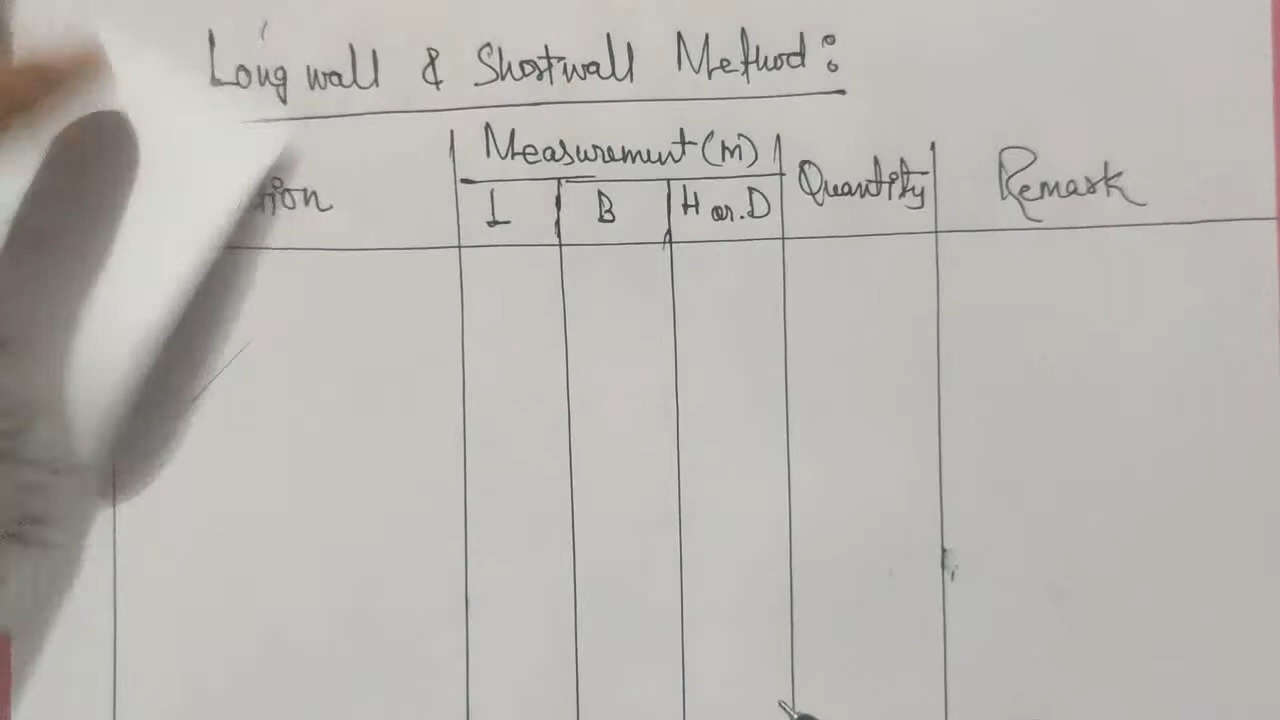 Long wall & Shortwall Method :
Measurement (m)
Quantity
Remark
L
B
H or. D